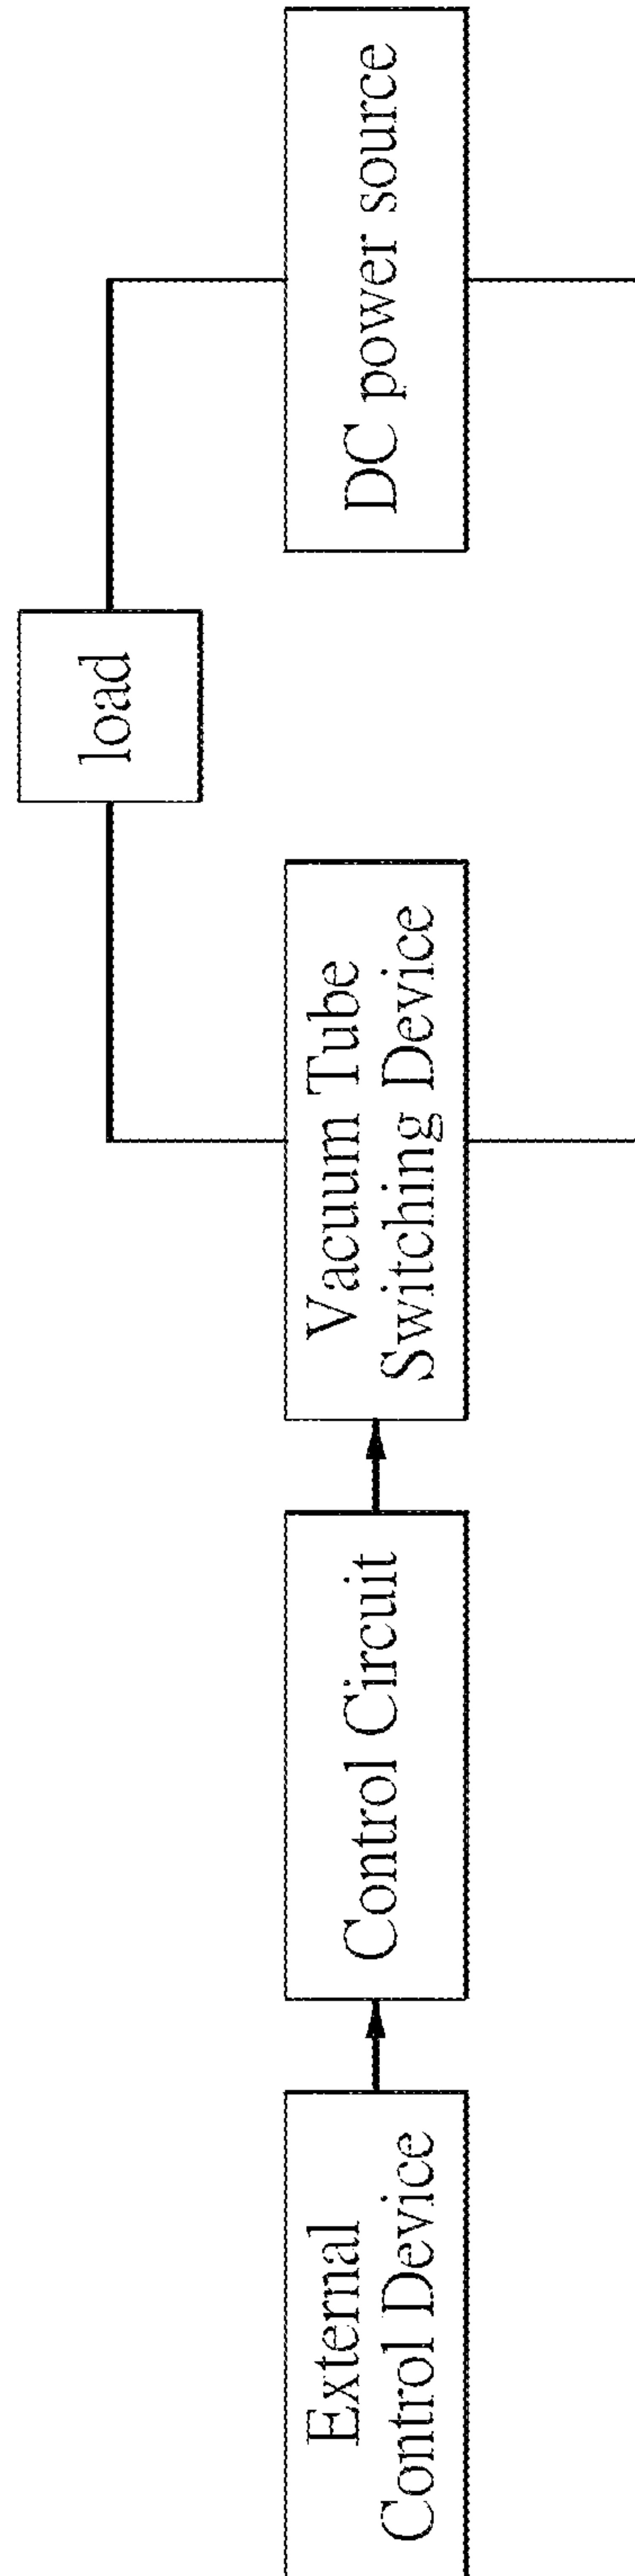 External
Control Device
Control Circuit
Vacuum Tube
Switching Device
load
DC power source